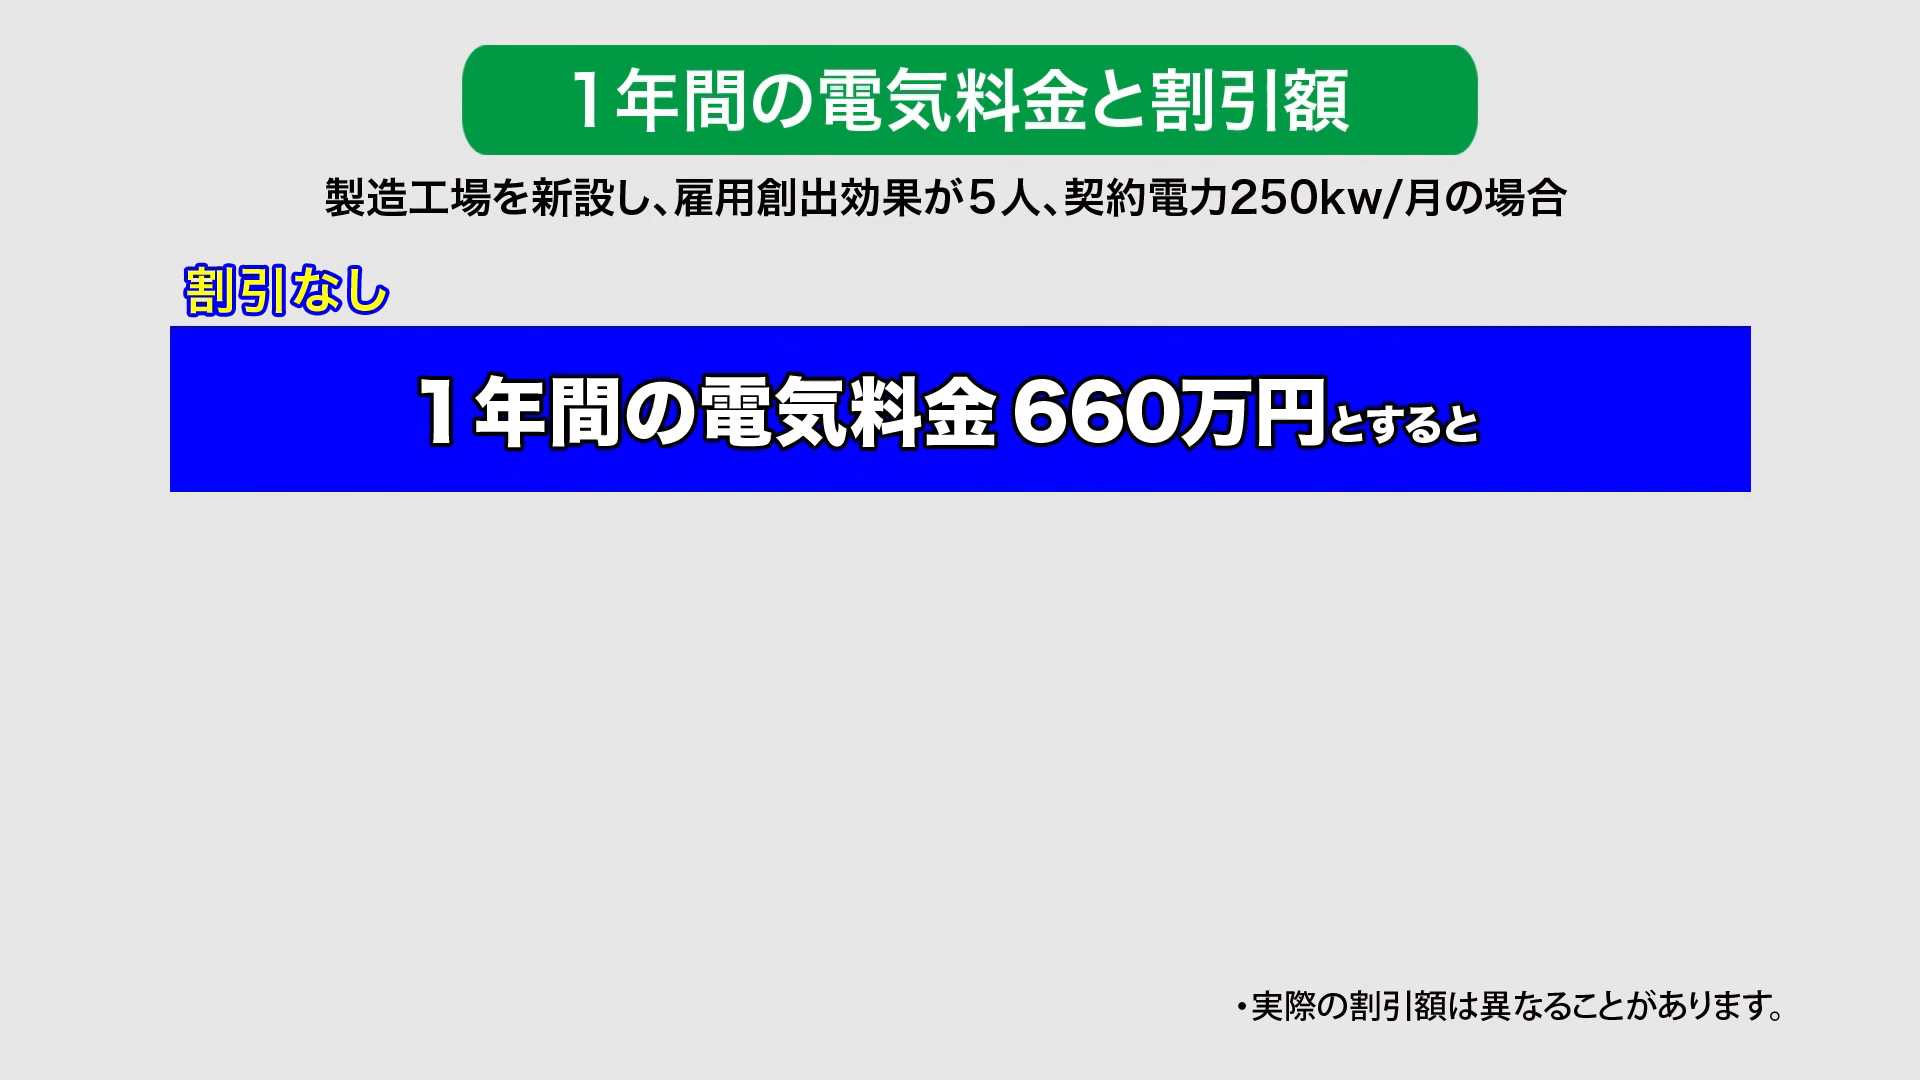 1年間の電気料金と割引額
製造工場を新設し、雇用創出効果が5人、契約電力250kw/月の場合
割引なし
1年間の電気料金 660万円とすると
・実際の割引額は異なることがあります。